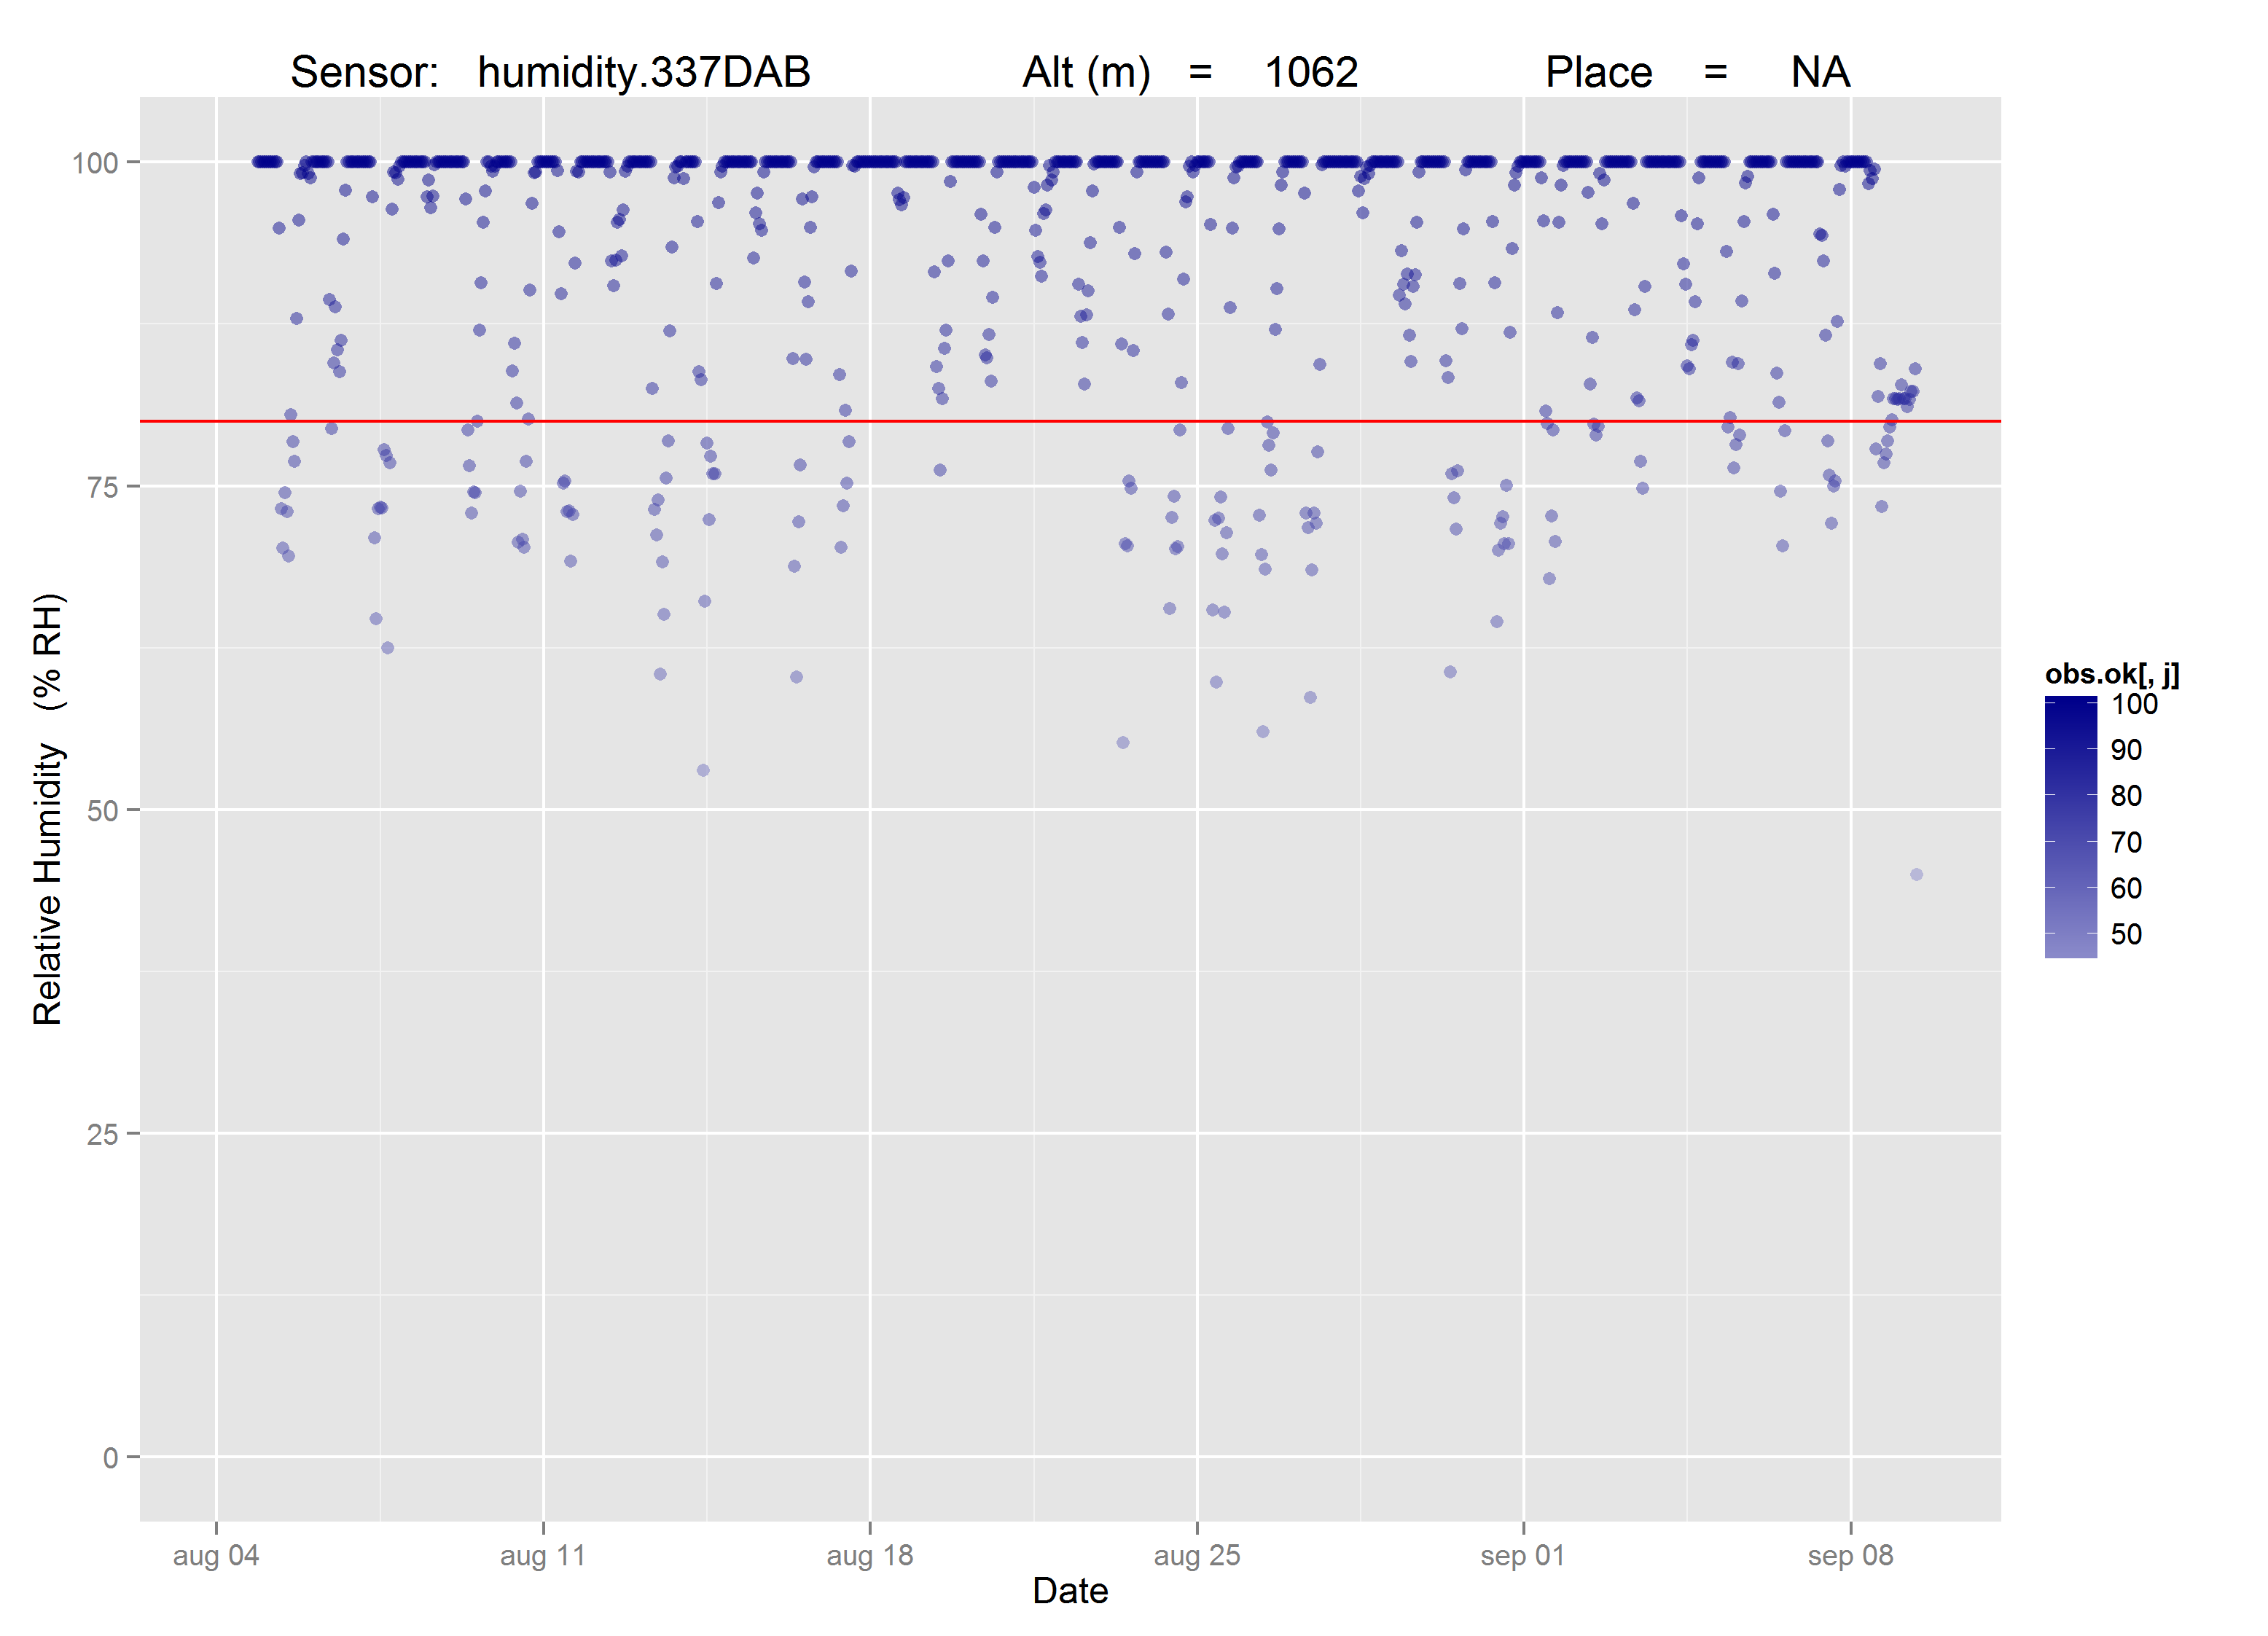 Sensor: humidity.337DAB Alt (m) = 1062 Place = NA
Relative Humidity (% RH)
100
75
50
25
0
aug 04 aug 11 aug 18 aug 25 sep 01 sep 08
Date
obs.ok[, j]
100
90
80
70
60
50